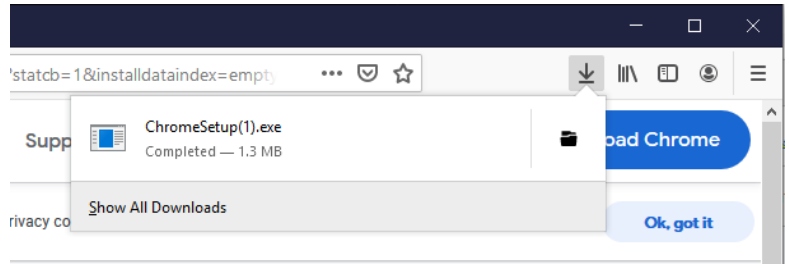 ?statcb=1&installdataindex=empty
ChromeSetup(1).exe
Completed — 1.3 MB
Show All Downloads
Supp
oad Chrome
rivacy co
Ok, got it